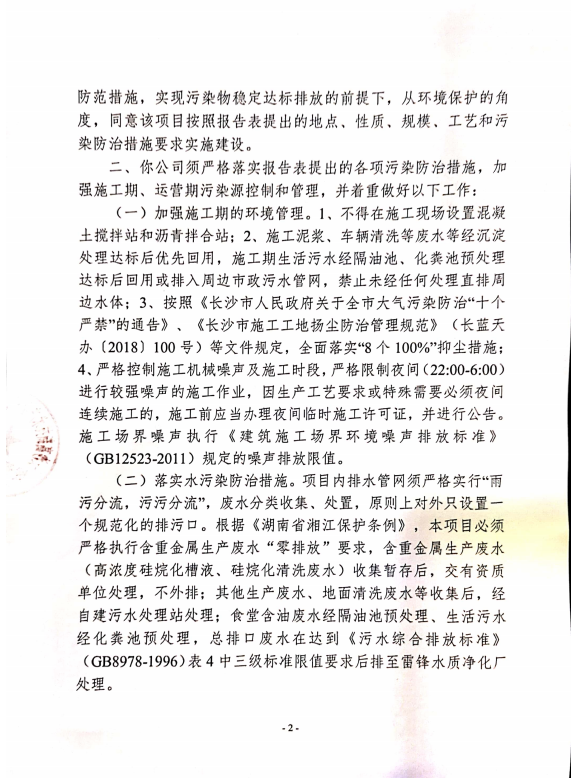 防范措施，实现污染物稳定达标排放的前提下，从环境保护的角
度，同意该项目按照报告表提出的地点、性质、规模、工艺和污
染防治措施要求实施建设。
二、你公司须严格落实报告表提出的各项污染防治措施，加
强施工期、运营期污染源控制和管理，并着重做好以下工作：
（一）加强施工期的环境管理。1、不得在施工现场设置混凝
土搅拌站和沥青拌合站；2、施工泥浆、车辆清洗等废水等经沉淀
处理达标后优先回用，施工期生活污水经隔油池、化粪池预处理
达标后回用或排入周边市政污水管网，禁止未经任何处理直排周
边水体；3、按照《长沙市人民政府关于全市大气污染防治“十个
严禁”的通告》、《长沙市施工工地扬尘防治管理规范》（长蓝天
办〔2018〕100号）等文件规定，全面落实“8个100%”抑尘措施；
4、严格控制施工机械噪声及施工时段，严格限制夜间（22:00-6:00）
进行较强噪声的施工作业，因生产工艺要求或特殊需要必须夜间
连续施工的，施工前应当办理夜间临时施工许可证，并进行公告。
施工场界噪声执行《建筑施工场界环境噪声排放标准》
（GB12523-2011）规定的噪声排放限值。
（二）落实水污染防治措施。项目内排水管网须严格实行“雨
污分流，污污分流”，废水分类收集、处置，原则上对外只设置一
个规范化的排污口。根据《湖南省湘江保护条例》，本项目必须
严格执行含重金属生产废水“零排放”要求，含重金属生产废水
（高浓度硅烷化槽液、硅烷化清洗废水）收集暂存后，交有资质
单位处理，不外排；其他生产废水、地面清洗废水等收集后，经
自建污水处理站处理；食堂含油废水经隔油池预处理、生活污水
经化粪池预处理，总排口废水在达到《污水综合排放标准》
（GB8978-1996）表4中三级标准限值要求后排至雷锋水质净化厂
处理。
- 2 -